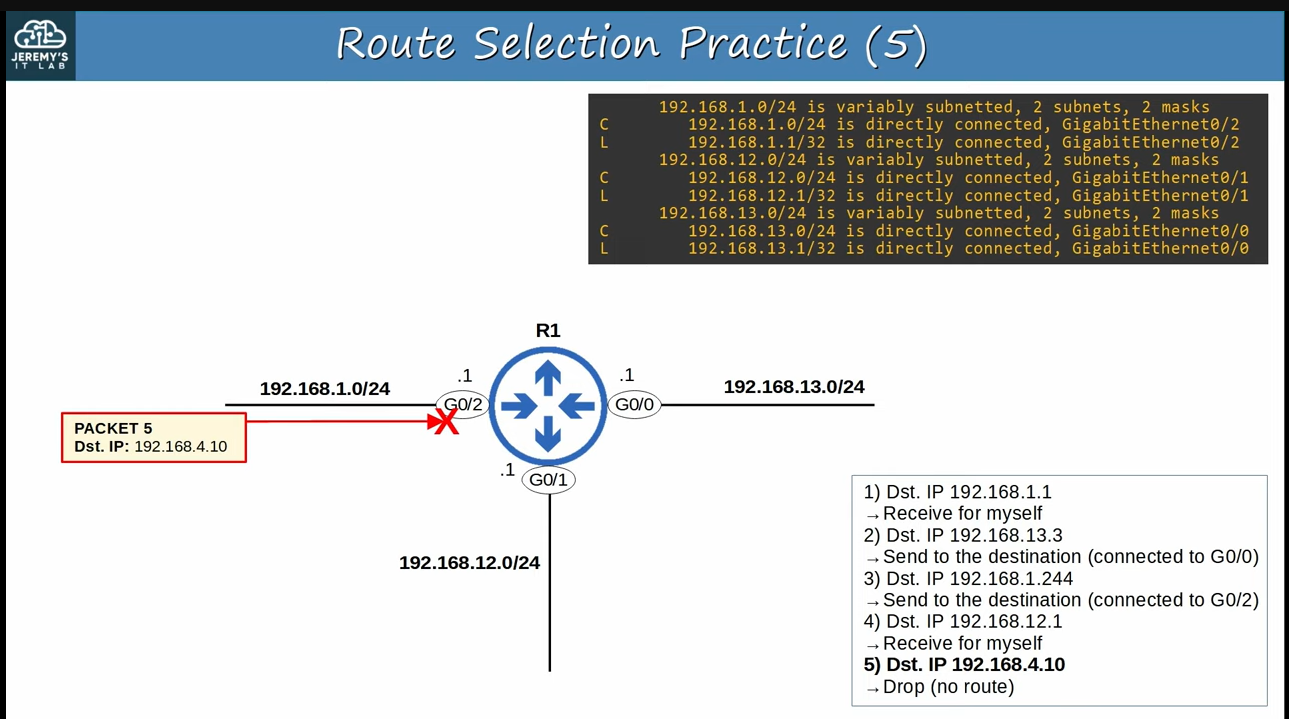 JEREMY'S
IT LAB
Route Selection Practice (5)
192.168.1.0/24 is variably subnetted, 2 subnets, 2 masks
C 192.168.1.0/24 is directly connected, GigabitEthernet0/2
L 192.168.1.1/32 is directly connected, GigabitEthernet0/2
192.168.12.0/24 is variably subnetted, 2 subnets, 2 masks
C 192.168.12.0/24 is directly connected, GigabitEthernet0/1
L 192.168.12.1/32 is directly connected, GigabitEthernet0/1
192.168.13.0/24 is variably subnetted, 2 subnets, 2 masks
C 192.168.13.0/24 is directly connected, GigabitEthernet0/0
L 192.168.13.1/32 is directly connected, GigabitEthernet0/0
R1
192.168.1.0/24
.1
G0/2
.1
G0/0
192.168.13.0/24
PACKET 5
Dst. IP: 192.168.4.10
X
.1
G0/1
192.168.12.0/24
1) Dst. IP 192.168.1.1
→Receive for myself
2) Dst. IP 192.168.13.3
→Send to the destination (connected to G0/0)
3) Dst. IP 192.168.1.244
→Send to the destination (connected to G0/2)
4) Dst. IP 192.168.12.1
→Receive for myself
5) Dst. IP 192.168.4.10
→Drop (no route)